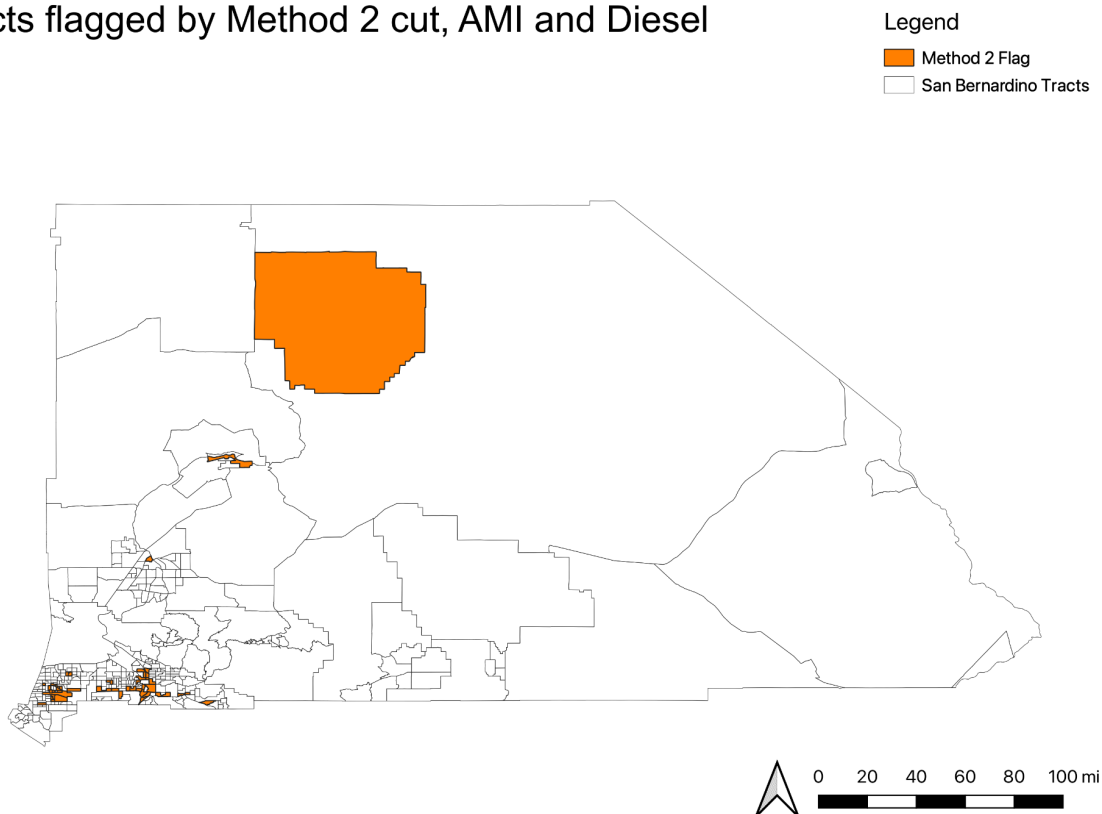 cts flagged by Method 2 cut, AMI and Diesel
Legend
Method 2 Flag
San Bernardino Tracts
0 20 40 60 80 100 mi